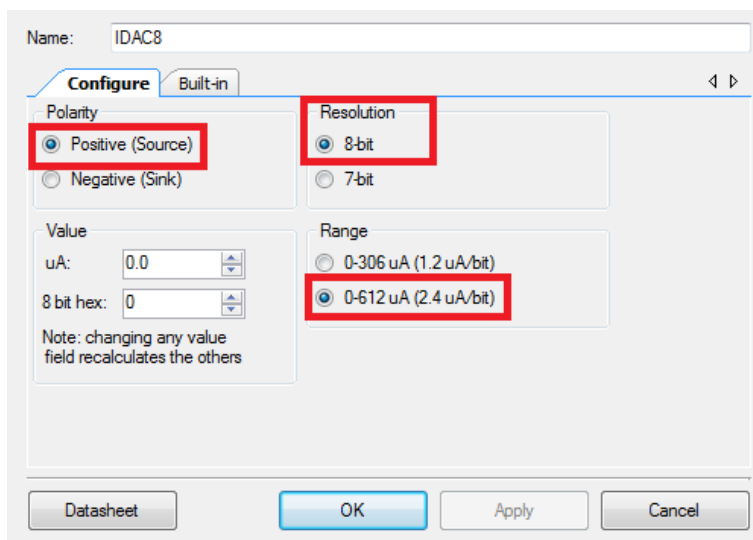 Name: IDAC8
Configure Built-in
Polarity
Positive (Source)
Negative (Sink)
Resolution
8-bit
7-bit
Value
uA: 0.0
8 bit hex: 0
Note: changing any value
field recalculates the others
Range
0-306 uA (1.2 uA/bit)
0-612 uA (2.4 uA/bit)
Datasheet OK Apply Cancel